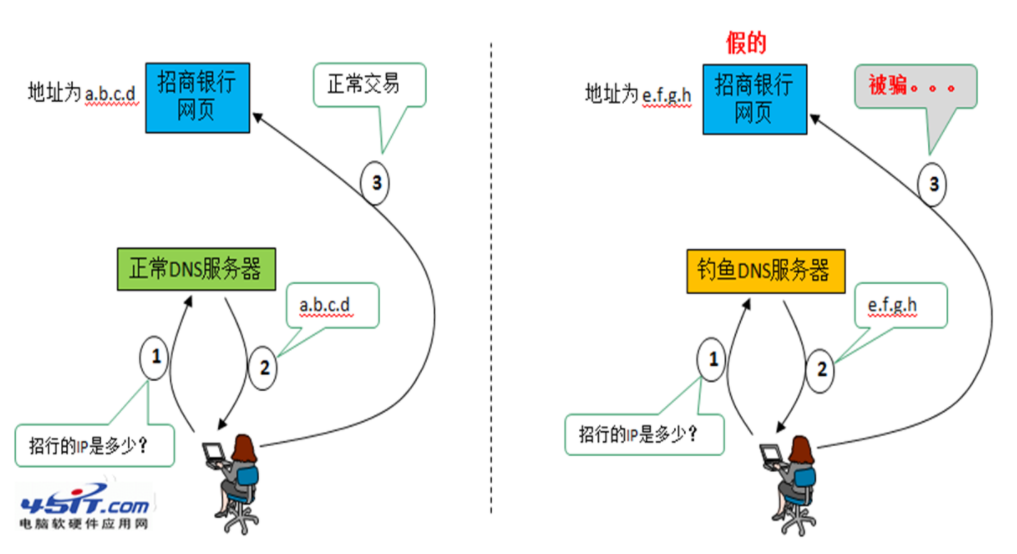 地址为 a.b.c.d
招商银行
网页
正常交易
3
正常DNS服务器
a.b.c.d
1
2
招行的IP是多少?
45IT.com
电脑软硬件应用网
假的
地址为 e.f.g.h
招商银行
网页
被骗。。。
3
钓鱼DNS服务器
e.f.g.h
1
2
招行的IP是多少?